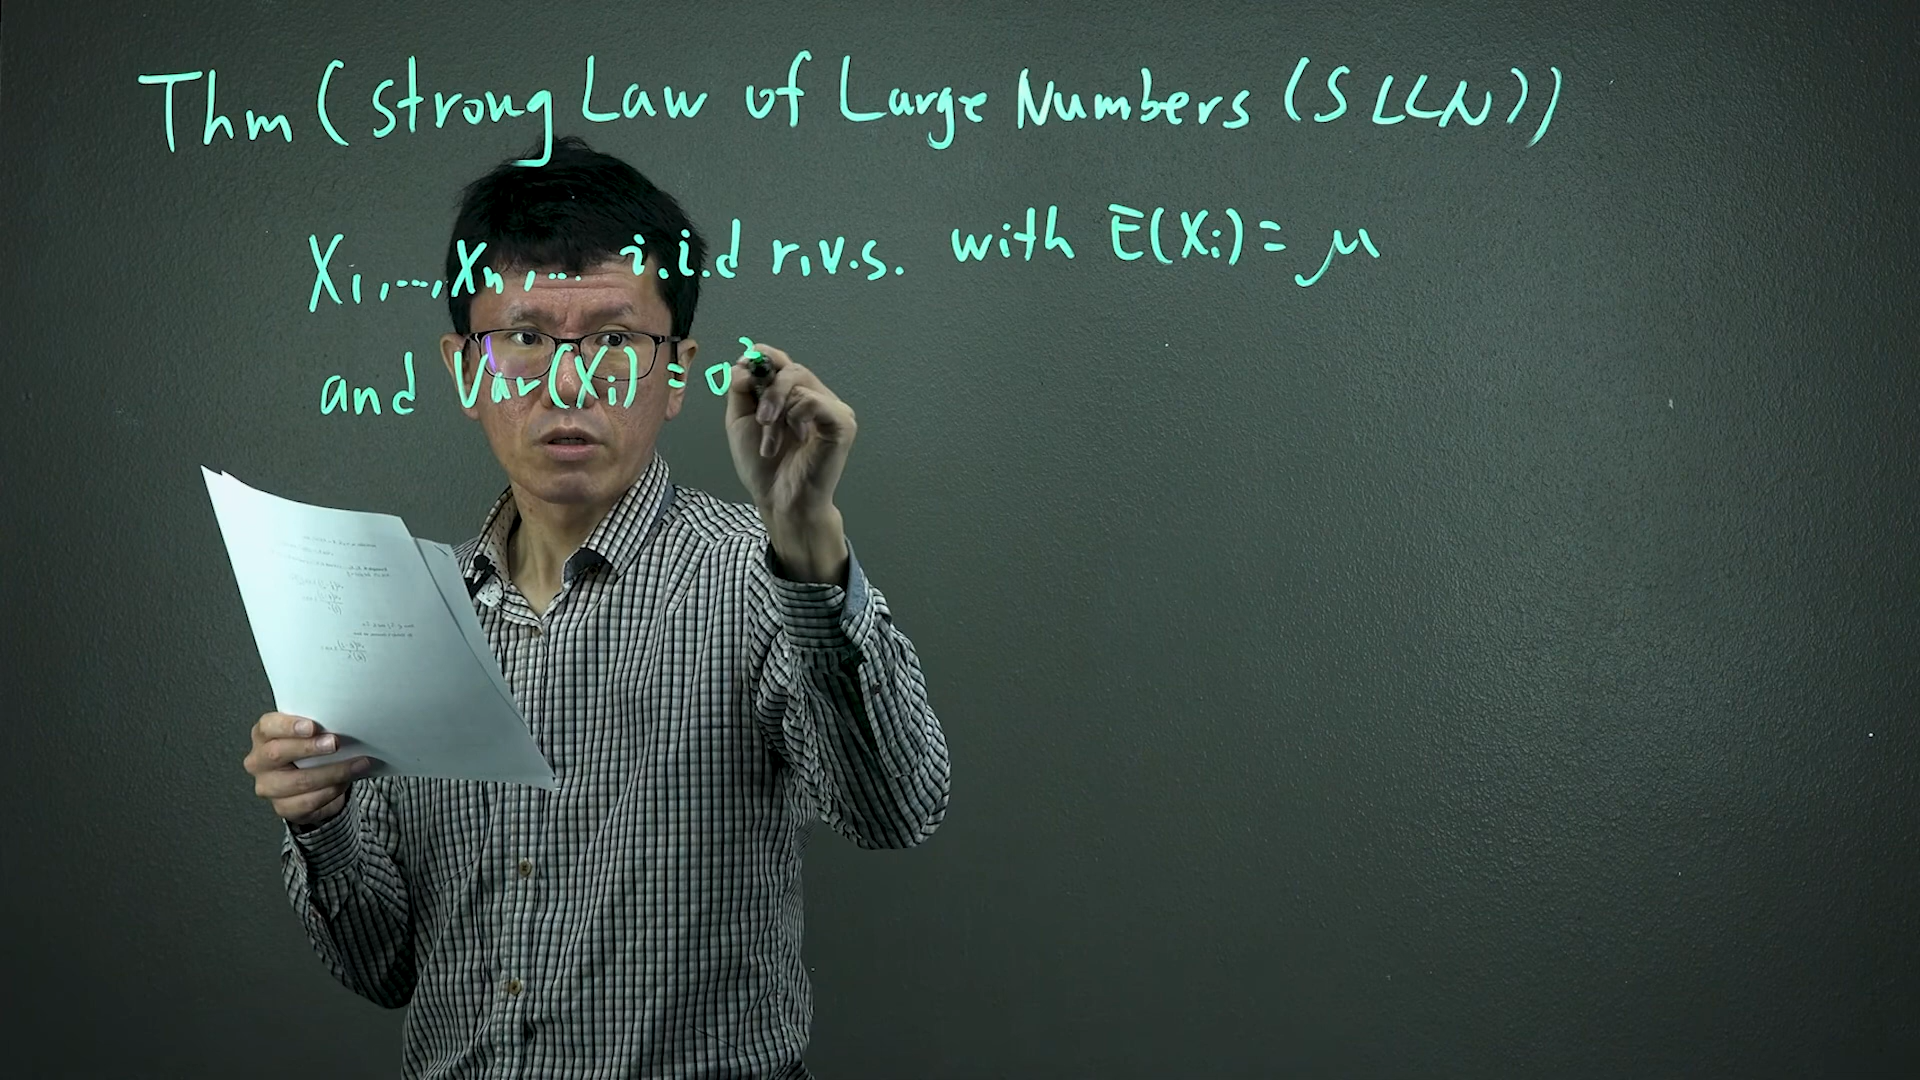 Thm (Strong Law of Large Numbers (SLLN))
X₁,...,Xₙ,... i.i.d r.v.s. with E(Xᵢ) = μ
and Var(Xᵢ) = σ²